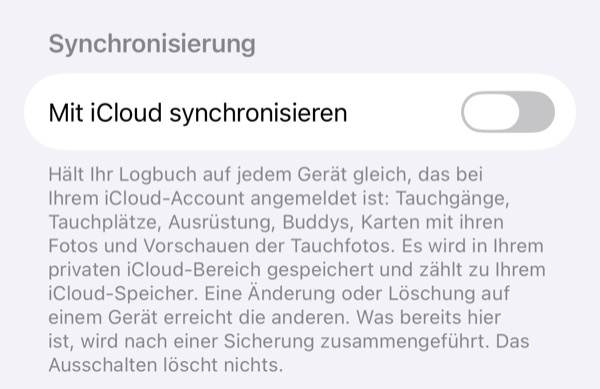 Synchronisierung
Mit iCloud synchronisieren
Hält Ihr Logbuch auf jedem Gerät gleich, das bei
Ihrem iCloud-Account angemeldet ist: Tauchgänge,
Tauchplätze, Ausrüstung, Buddys, Karten mit ihren
Fotos und Vorschauen der Tauchfotos. Es wird in Ihrem
privaten iCloud-Bereich gespeichert und zählt zu Ihrem
iCloud-Speicher. Eine Änderung oder Löschung auf
einem Gerät erreicht die anderen. Was bereits hier
ist, wird nach einer Sicherung zusammengeführt. Das
Ausschalten löscht nichts.